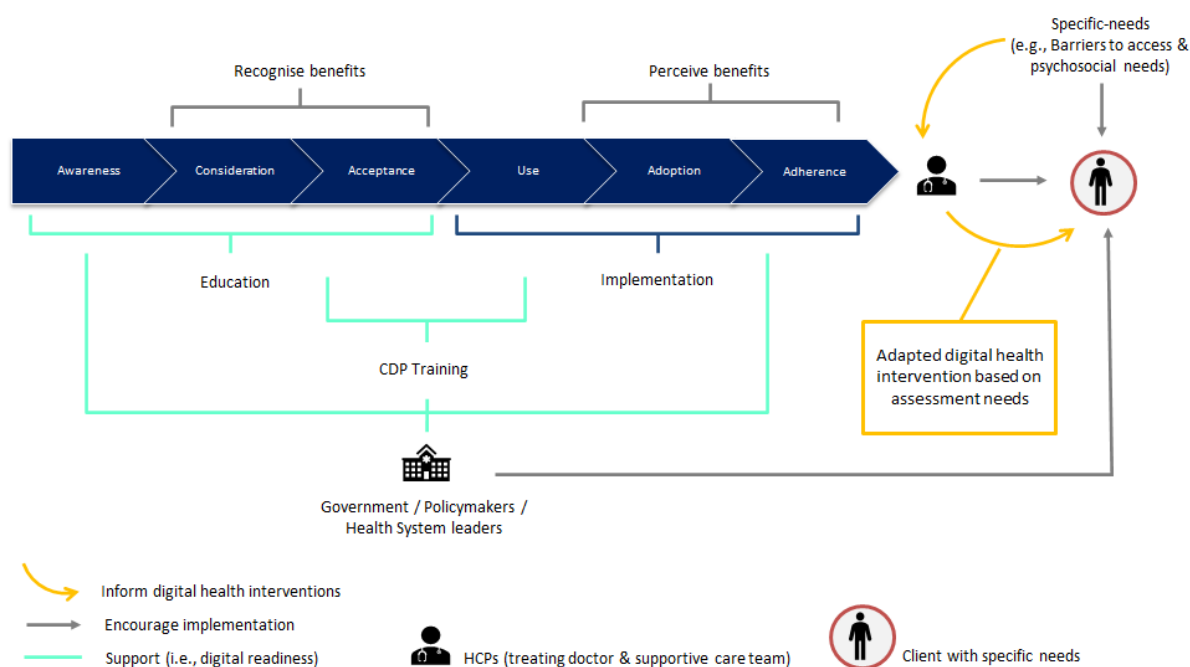 Specific-needs
(e.g., Barriers to access &
psychosocial needs)
Recognise benefits
Perceive benefits
Awareness
Consideration
Acceptance
Use
Adoption
Adherence
Education
Implementation
CDP Training
Adapted digital health
intervention based on
assessment needs
Government / Policymakers /
Health System leaders
Inform digital health interventions
Encourage implementation
Support (i.e., digital readiness)
HCPs (treating doctor & supportive care team)
Client with specific needs